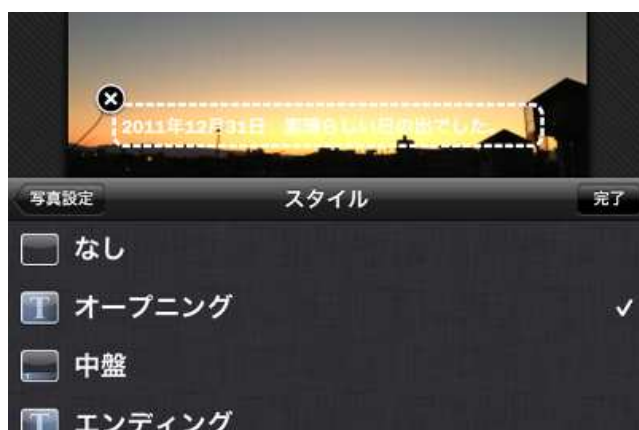 2011年12月31日 素晴らしい日の出でした
写真設定
スタイル
完了
なし
オープニング
中盤
エンディング